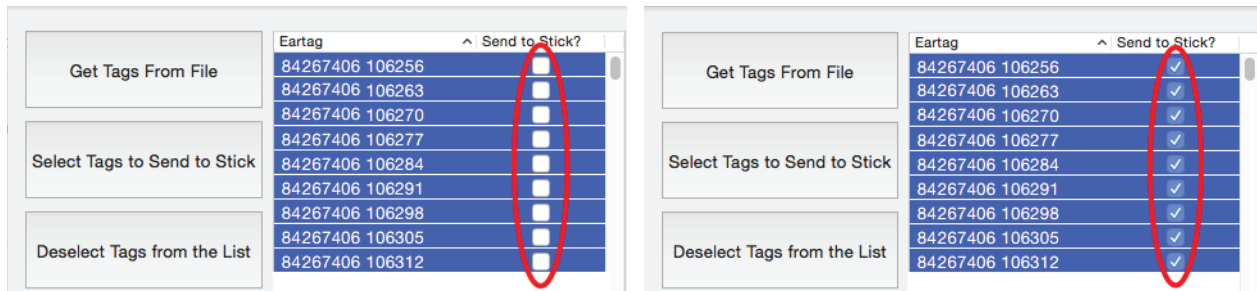 Get Tags From File
Select Tags to Send to Stick
Deselect Tags from the List
Eartag Send to Stick?
84267406 106256
84267406 106263
84267406 106270
84267406 106277
84267406 106284
84267406 106291
84267406 106298
84267406 106305
84267406 106312
Get Tags From File
Select Tags to Send to Stick
Deselect Tags from the List
Eartag Send to Stick?
84267406 106256
84267406 106263
84267406 106270
84267406 106277
84267406 106284
84267406 106291
84267406 106298
84267406 106305
84267406 106312